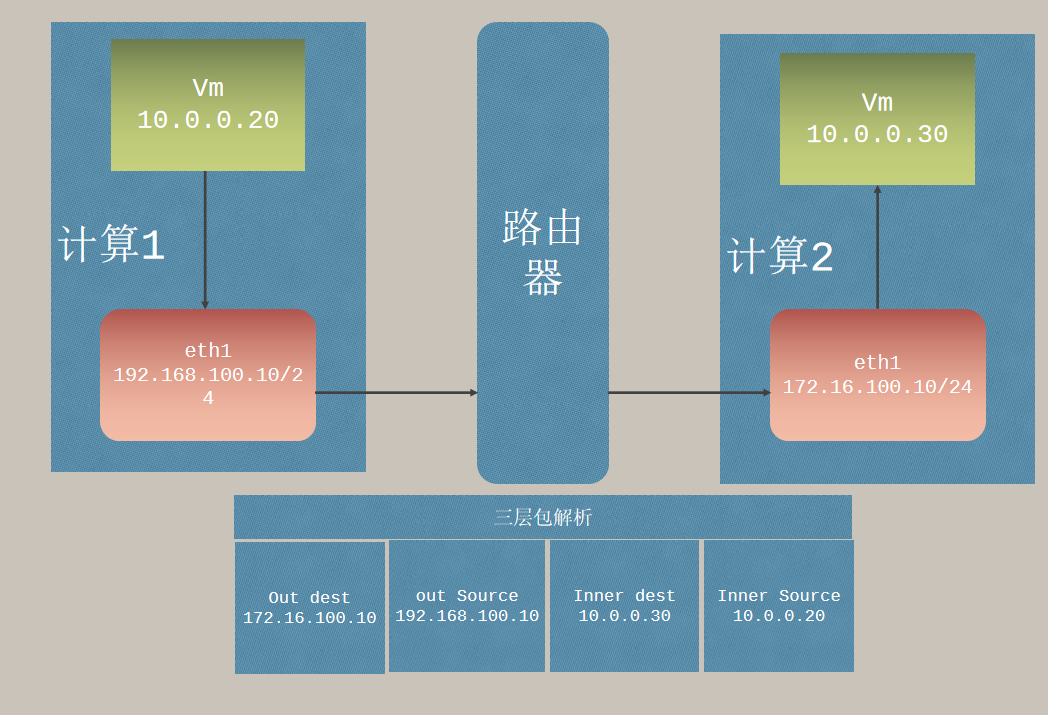 Vm
10.0.0.20
计算1
eth1
192.168.100.10/2
4
路由
器
Vm
10.0.0.30
计算2
eth1
172.16.100.10/24
三层包解析
Out dest
172.16.100.10
out Source
192.168.100.10
Inner dest
10.0.0.30
Inner Source
10.0.0.20